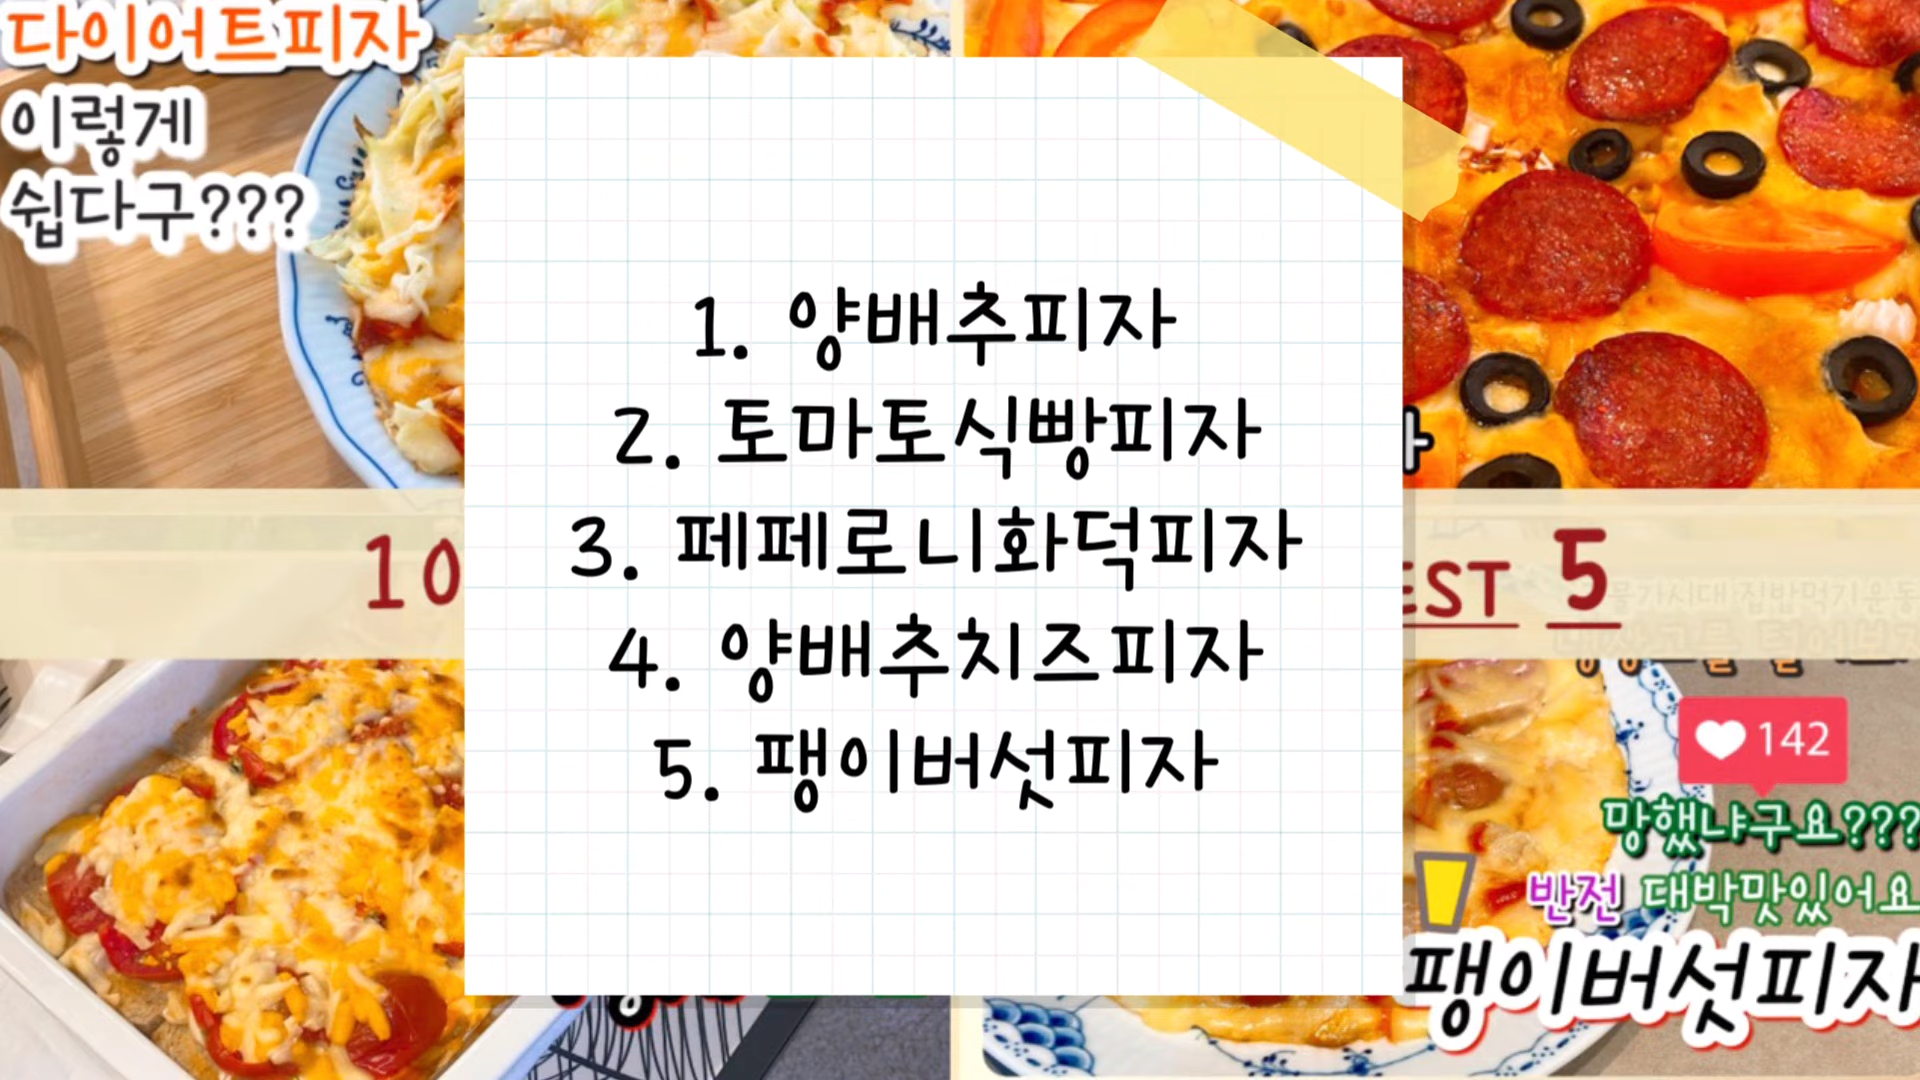 다이어트피자
이렇게
쉽다구???
1. 양배추피자
2. 토마토식빵피자
3. 페페로니화덕피자
4. 양배추치즈피자
5. 팽이버섯피자
10
EST 5
142
망했냐구요???
반전 대박맛있어요
팽이버섯피자